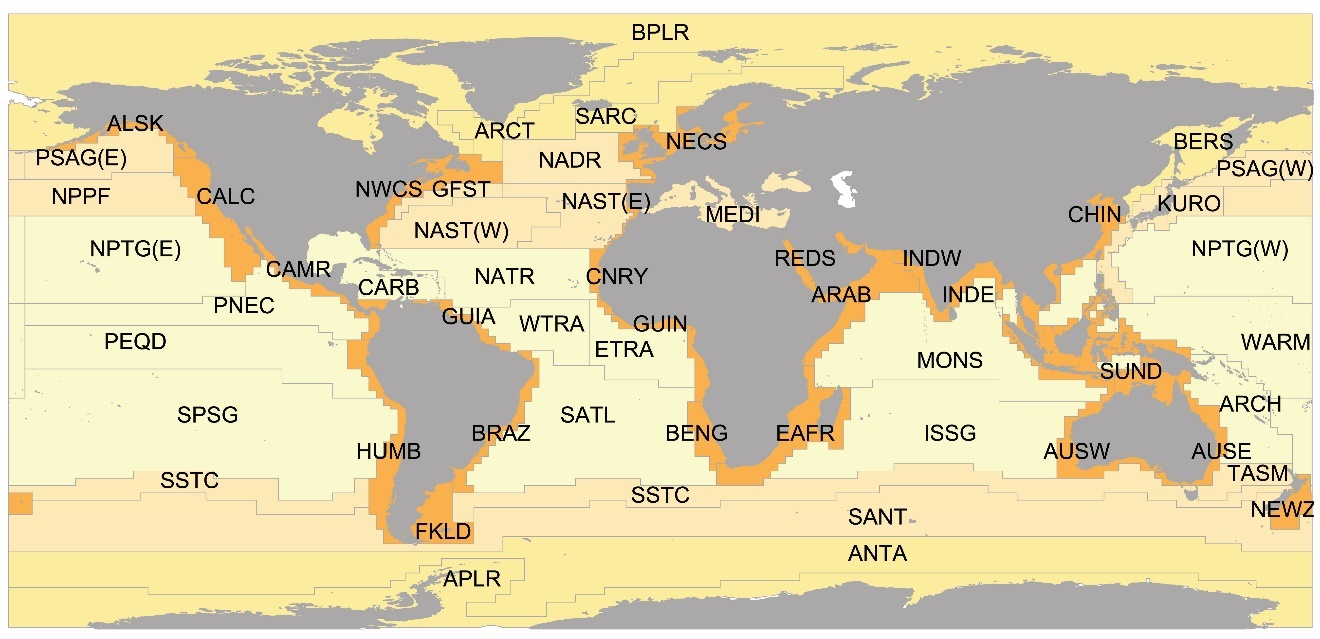 BPLR
ALSK
ARCT
SARC
NECS
BERS
PSAG(E)
NADR
PSAG(W)
NPPF
CALC
NWCS GFST
NAST(E)
MEDI
CHIN
KURO
NAST(W)
NPTG(E)
NPTG(W)
CAMR
CARB
NATR
CNRY
REDS
INDW
ARAB
INDE
PNEC
GUIA
WTRA
GUIN
PEQD
ETRA
MONS
WARM
SUND
SPSG
SATL
ARCH
BRAZ
BENG
EAFR
ISSG
HUMB
AUSW
AUSE
SSTC
TASM
SSTC
NEWZ
FKLD
SANT
ANTA
APLR